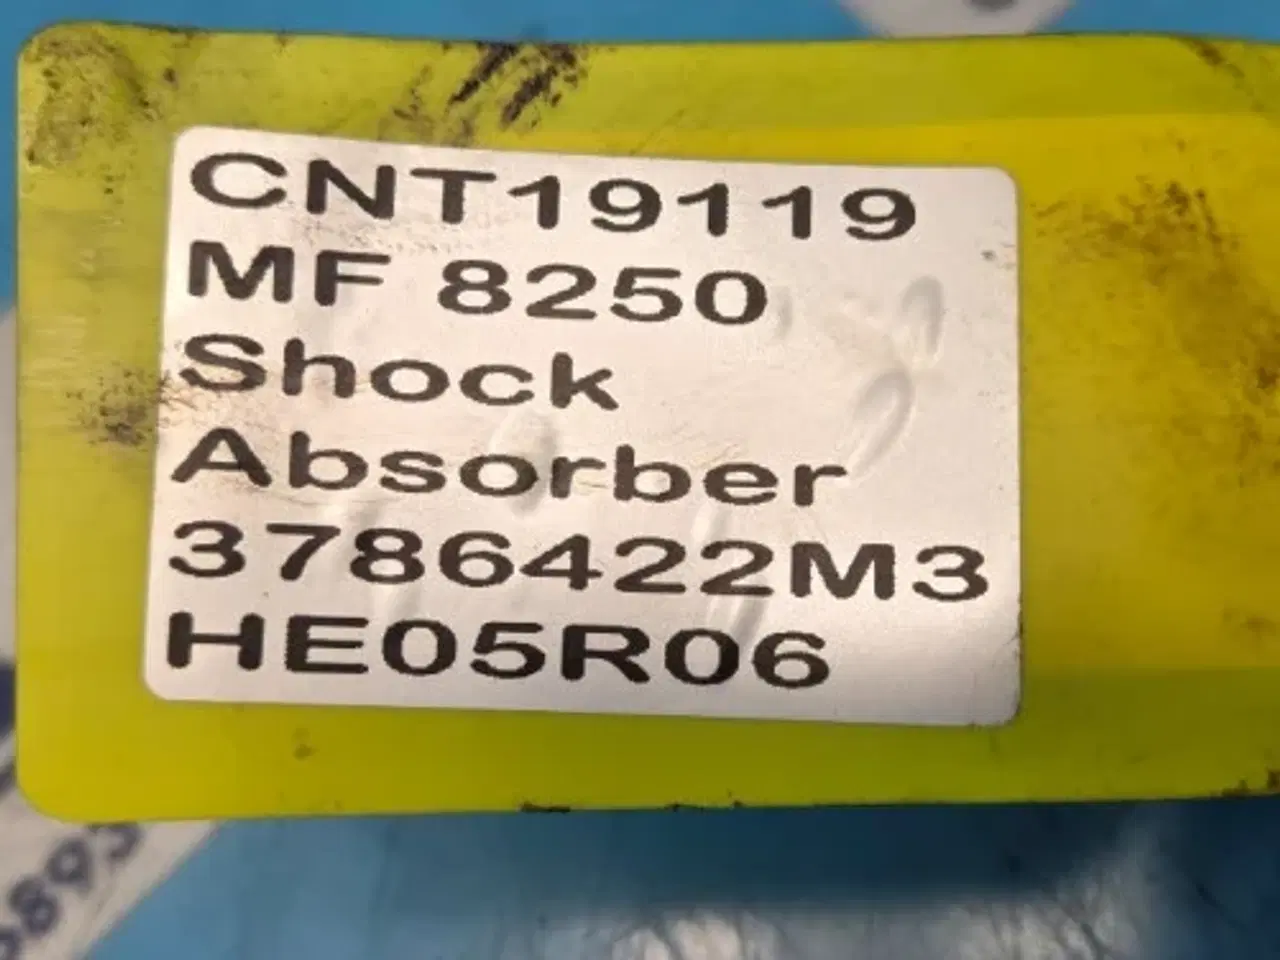 CNT19119
MF 8250
Shock
Absorber
3786422M3
HE05R06